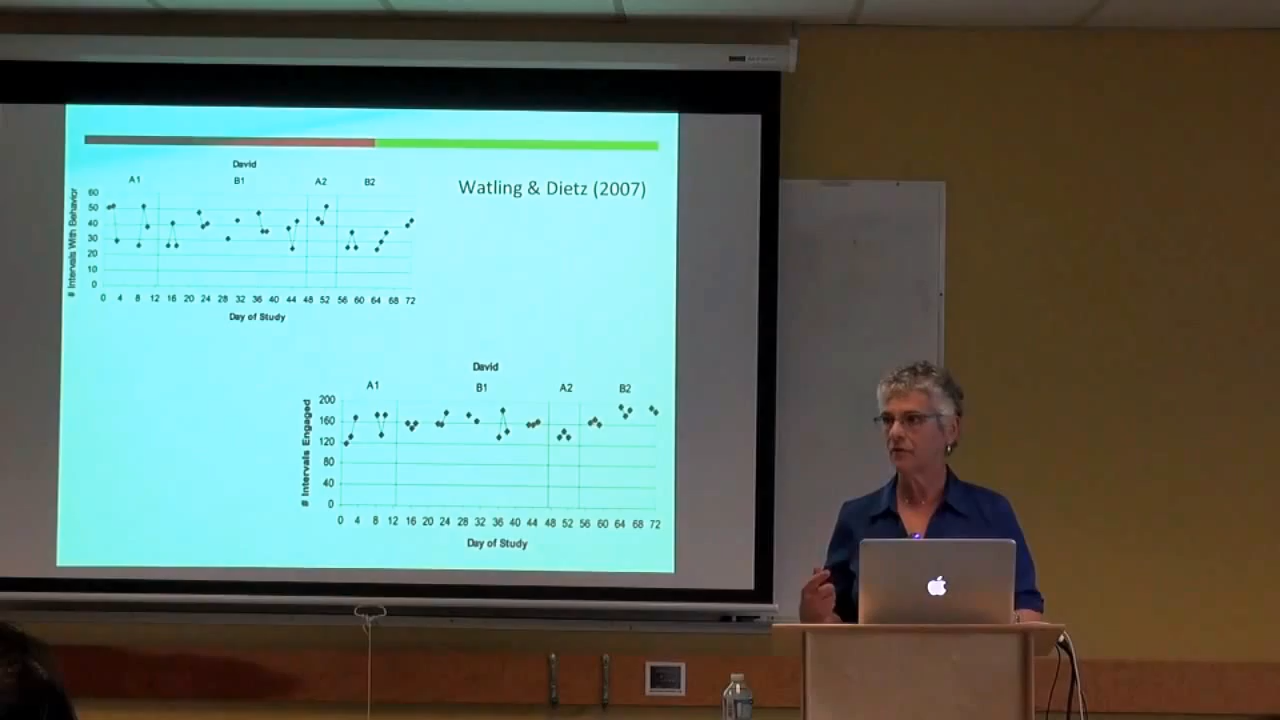 David
A1 B1 A2 B2
Watling & Dietz (2007)
# Intervals With Behavior
60
50
40
30
20
10
0
0 4 8 12 16 20 24 28 32 36 40 44 48 52 56 60 64 68 72
Day of Study
David
A1 B1 A2 B2
# Intervals Engaged
200
160
120
80
40
0
0 4 8 12 16 20 24 28 32 36 40 44 48 52 56 60 64 68 72
Day of Study